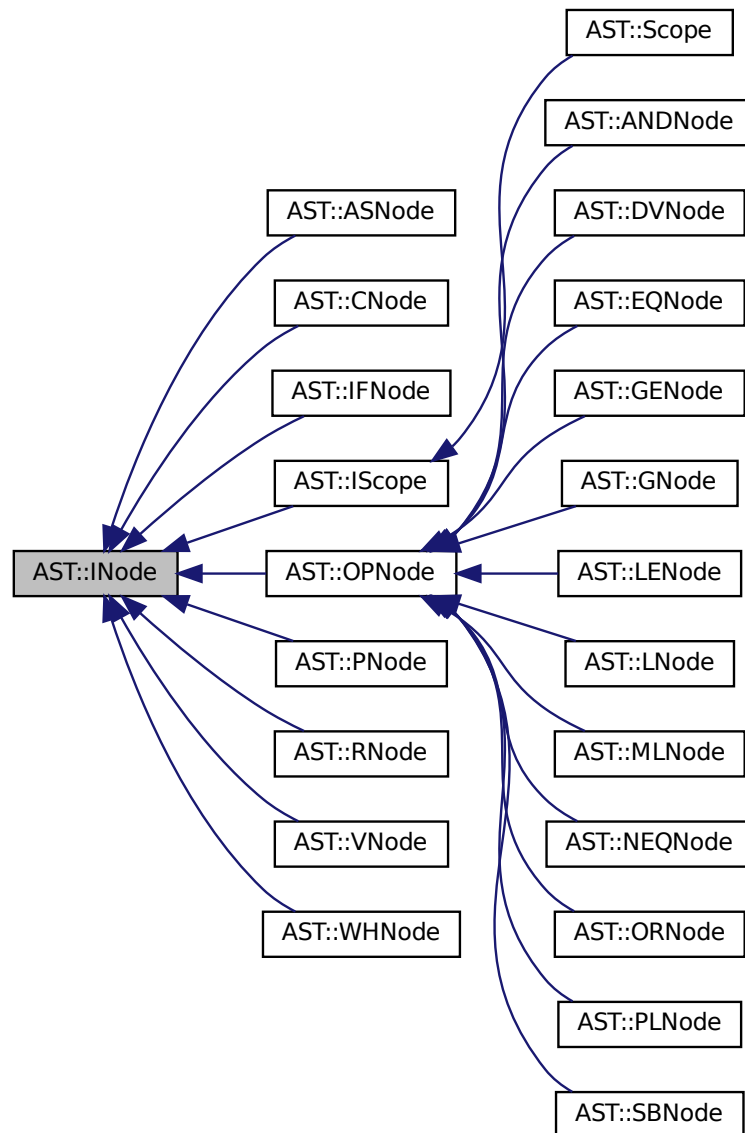 AST::Scope
AST::ANDNode
AST::ASNode
AST::DVNode
AST::CNode
AST::EQNode
AST::IFNode
AST::GENode
AST::IScope
AST::GNode
AST::INode
AST::OPNode
AST::LENode
AST::PNode
AST::LNode
AST::RNode
AST::MLNode
AST::VNode
AST::NEQNode
AST::WHNode
AST::ORNode
AST::PLNode
AST::SBNode